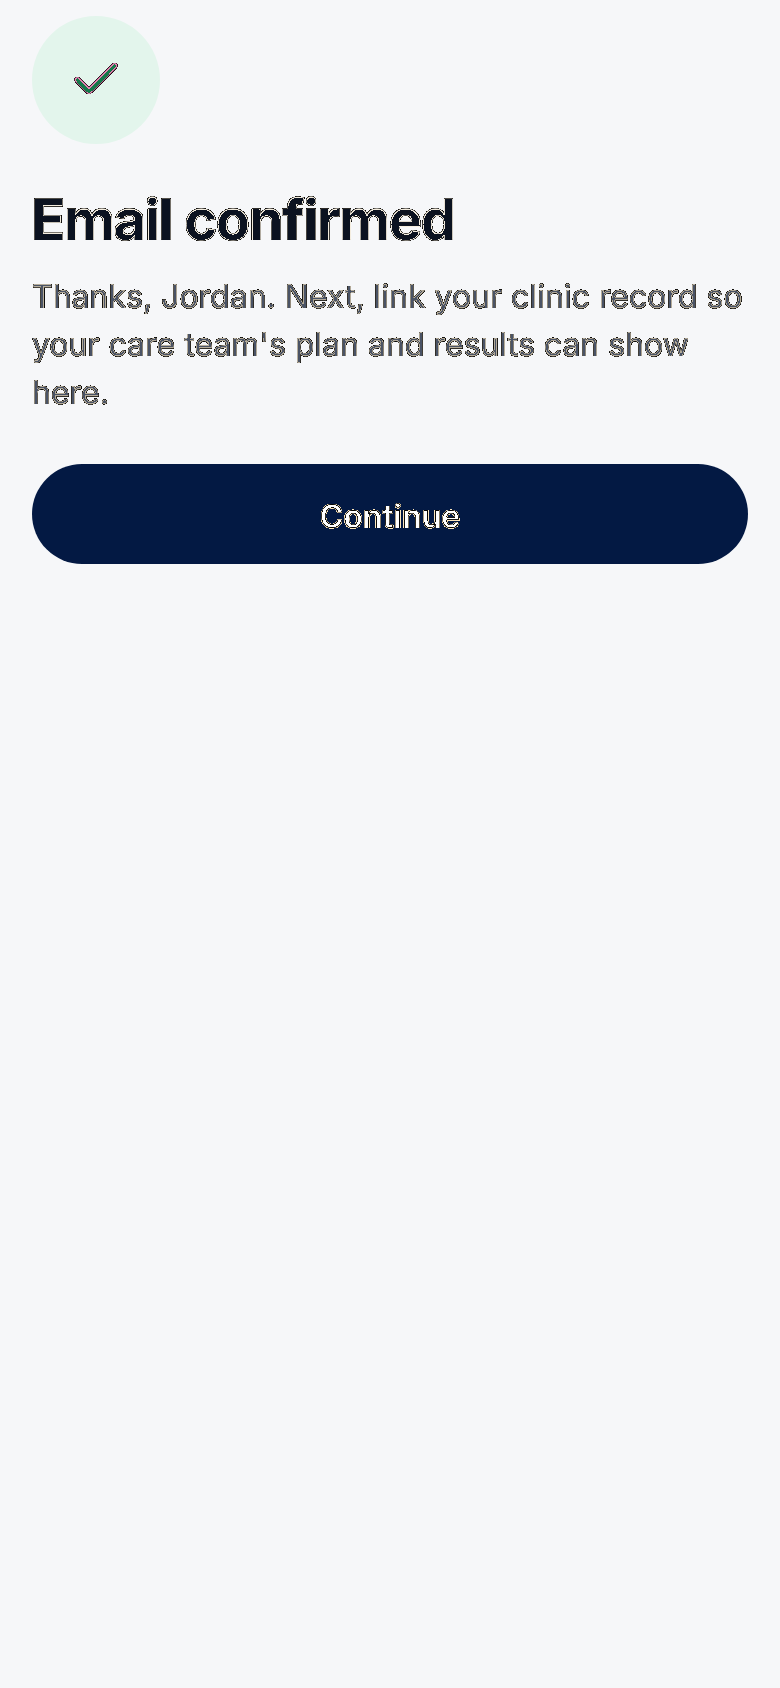 Email confirmed
Thanks, Jordan. Next, link your clinic record so
your care team's plan and results can show
here.
Continue